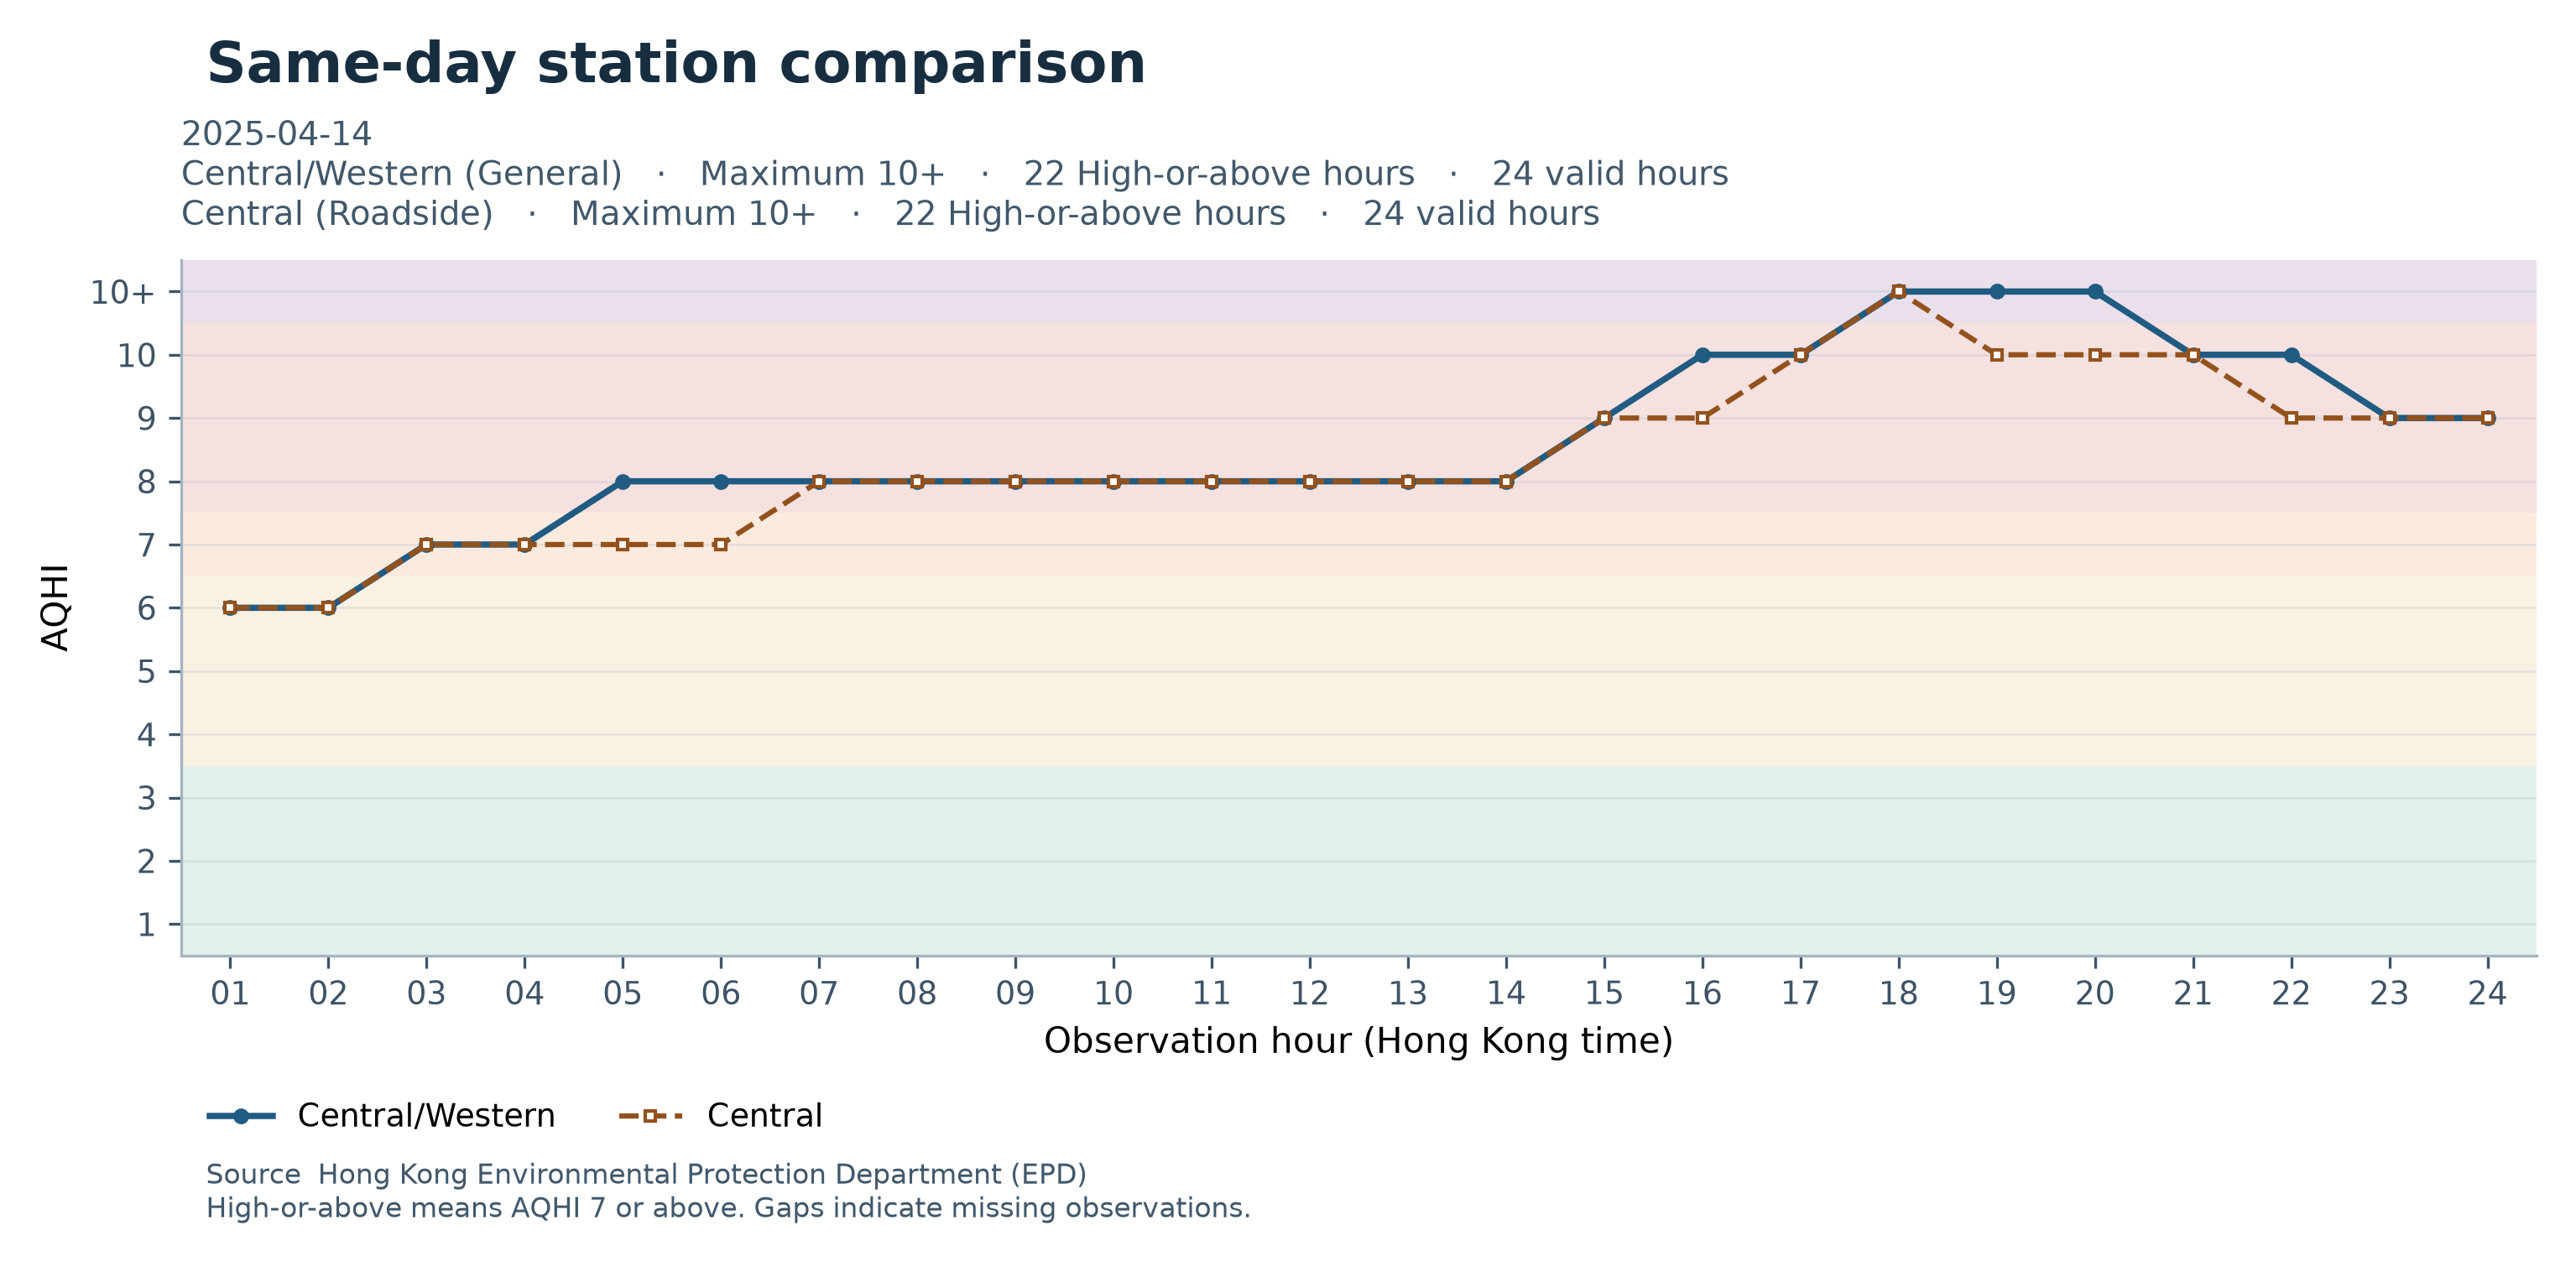 Same-day station comparison
2025-04-14
Central/Western (General) · Maximum 10+ · 22 High-or-above hours · 24 valid hours
Central (Roadside) · Maximum 10+ · 22 High-or-above hours · 24 valid hours
10+
10
9
8
7
6
5
4
3
2
1
AQHI
01 02 03 04 05 06 07 08 09 10 11 12 13 14 15 16 17 18 19 20 21 22 23 24
Observation hour (Hong Kong time)
Central/Western Central
Source Hong Kong Environmental Protection Department (EPD)
High-or-above means AQHI 7 or above. Gaps indicate missing observations.